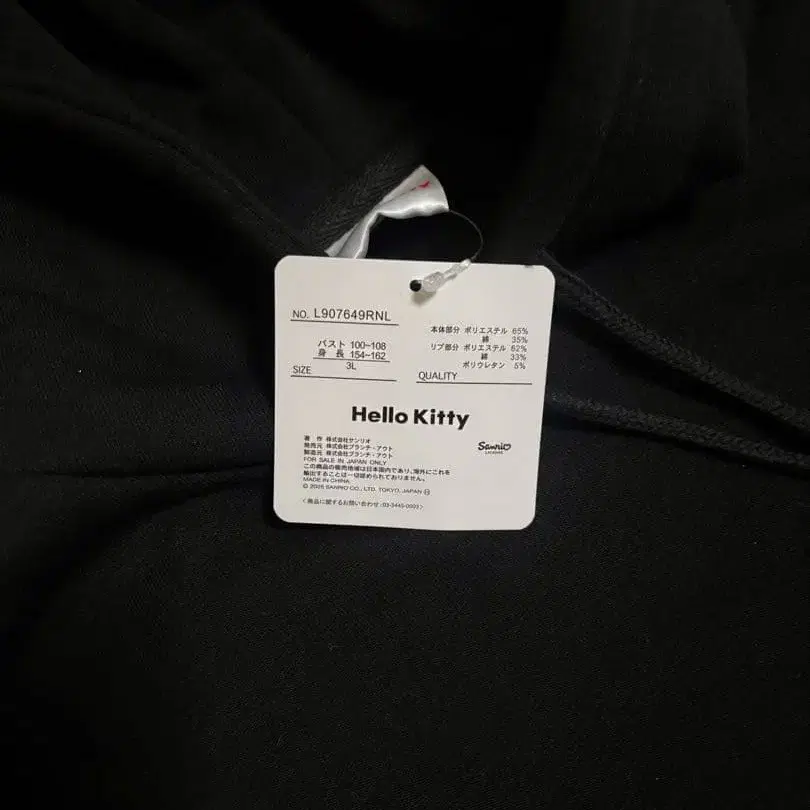 NO. L907649RNL
バスト 100~108
身 長 154~162
3L
SIZE
本体部分 ポリエステル 65%
綿 35%
リブ部分 ポリエステル 62%
綿 33%
ポリウレタン 5%
QUALITY
Hello Kitty
著 作 株式会社サンリオ
発売元 株式会社ブランチ・アウト
製造元 株式会社ブランチ・アウト
FOR SALE IN JAPAN ONLY
この商品の販売地域は日本国内であり、海外にこれを
輸出することは一切認められておりません。
MADE IN CHINA
SANRIO CO., LTD. TOKYO, JAPAN Ⓗ
〈商品に関するお問い合わせ:03-3445-0002〉
Sanrio
LICENSE